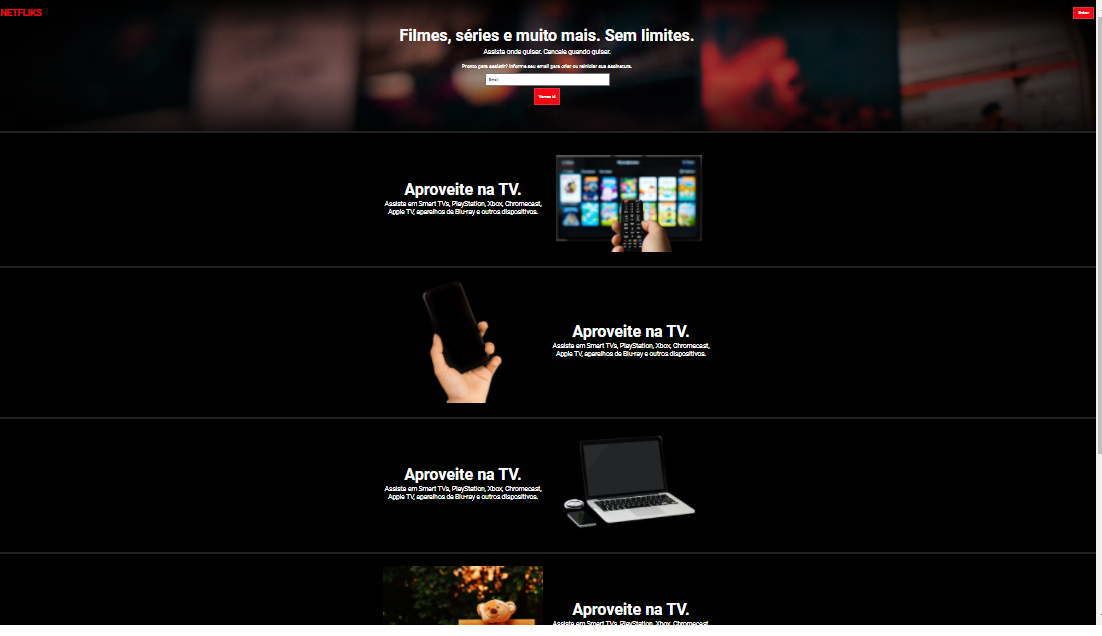 NETFLIKS
Entrar
Filmes, séries e muito mais. Sem limites.
Assista onde quiser. Cancele quando quiser.
Pronto para assistir? Informe seu email para criar ou reiniciar sua assinatura.
Email
Vamos lá
Aproveite na TV.
Assista em Smart TVs, PlayStation, Xbox, Chromecast,
Apple TV, aparelhos de Blu-ray e outros dispositivos.
Aproveite na TV.
Assista em Smart TVs, PlayStation, Xbox, Chromecast,
Apple TV, aparelhos de Blu-ray e outros dispositivos.
Aproveite na TV.
Assista em Smart TVs, PlayStation, Xbox, Chromecast,
Apple TV, aparelhos de Blu-ray e outros dispositivos.
Aproveite na TV.
Assista em Smart TVs, PlayStation, Xbox, Chromecast,